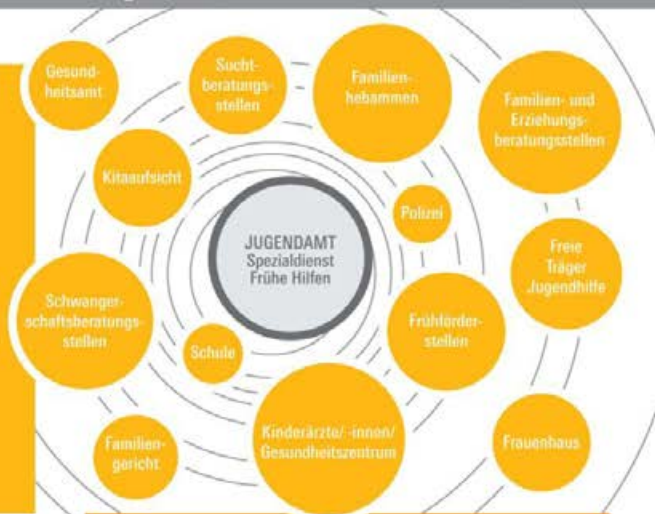 Gesund-
heitsamt
Sucht-
beratungs-
stellen
Familien-
hebammen
Familien- und
Erziehungs-
beratungsstellen
Kitaaufsicht
Polizei
JUGENDAMT
Spezialdienst
Frühe Hilfen
Freie
Träger
Jugendhilfe
Schwanger-
schaftsberatungs-
stellen
Frühförder-
stellen
Schule
Kinderärzte/-innen/
Gesundheitszentrum
Familien-
gericht
Frauenhaus